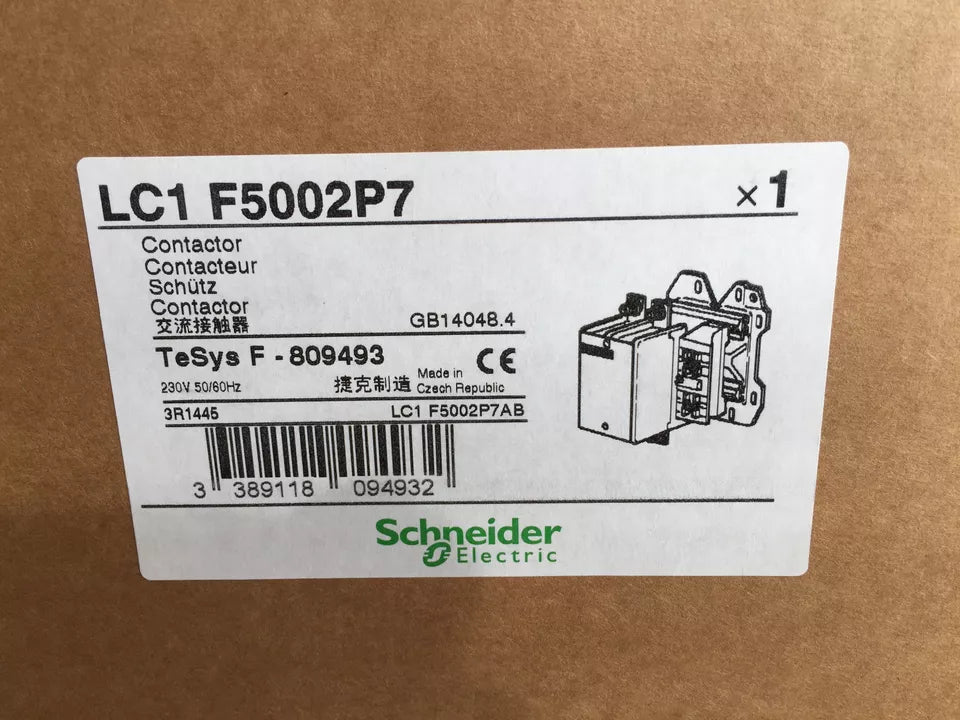 LC1 F5002P7 ×1
Contactor
Contacteur
Schütz
Contactor
交流接触器 GB14048.4
TeSys F - 809493 CE
230V 50/60Hz 捷克制造 Made in Czech Republic
3R1445 LC1 F5002P7AB
3 389118 094932
Schneider
Electric